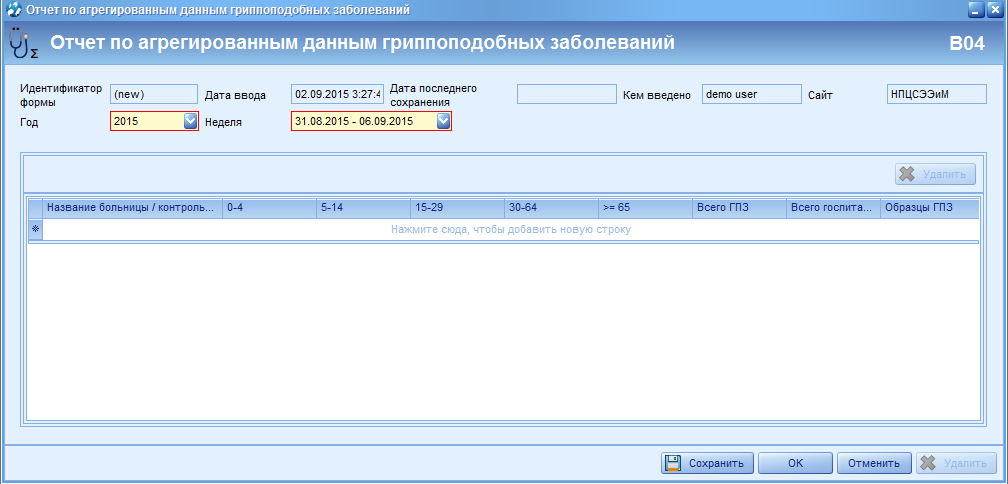 Отчет по агрегированным данным гриппоподобных заболеваний
Отчет по агрегированным данным гриппоподобных заболеваний B04
Идентификатор формы (new) Дата ввода 02.09.2015 3:27:4 Дата последнего сохранения Кем введено demo user Сайт НПЦСЭЭиМ
Год 2015 Неделя 31.08.2015 - 06.09.2015
Удалить
Название больницы / контроль... 0-4 5-14 15-29 30-64 >= 65 Всего ГПЗ Всего госпита... Образцы ГПЗ
Нажмите сюда, чтобы добавить новую строку
Сохранить OK Отменить Удалить